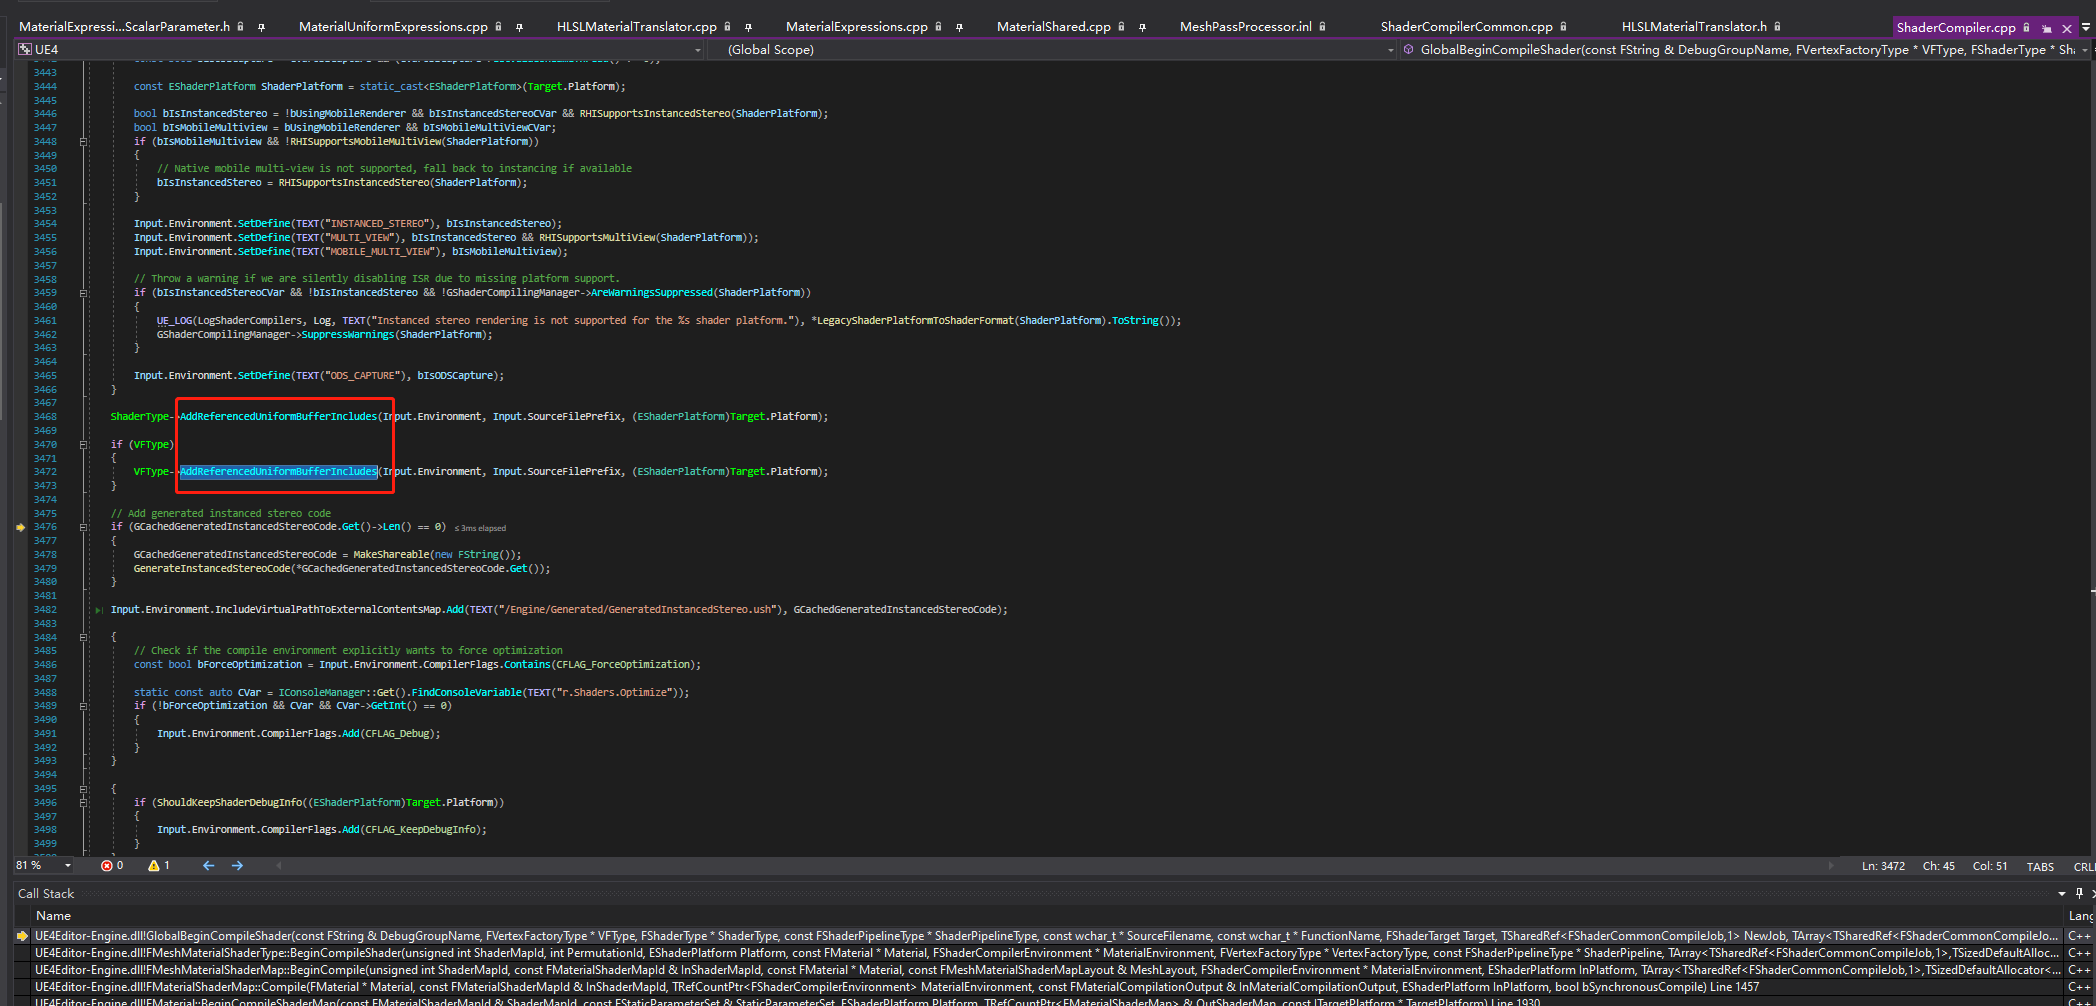 MaterialExpressi...ScalarParameter.h
MaterialUniformExpressions.cpp
HLSLMaterialTranslator.cpp
MaterialExpressions.cpp
MaterialShared.cpp
MeshPassProcessor.inl
ShaderCompilerCommon.cpp
HLSLMaterialTranslator.h
ShaderCompiler.cpp
UE4
(Global Scope)
GlobalBeginCompileShader(const FString & DebugGroupName, FVertexFactoryType * VFType, FShaderType * Sha
3443
3444 const EShaderPlatform ShaderPlatform = static_cast<EShaderPlatform>(Target.Platform);
3445
3446 bool bIsInstancedStereo = !bUsingMobileRenderer && bIsInstancedStereoCVar && RHISupportsInstancedStereo(ShaderPlatform);
3447 bool bIsMobileMultiview = bUsingMobileRenderer && bIsMobileMultiViewCVar;
3448 if (bIsMobileMultiview && !RHISupportsMobileMultiView(ShaderPlatform))
3449 {
3450 // Native mobile multi-view is not supported, fall back to instancing if available
3451 bIsInstancedStereo = RHISupportsInstancedStereo(ShaderPlatform);
3452 }
3453
3454 Input.Environment.SetDefine(TEXT("INSTANCED_STEREO"), bIsInstancedStereo);
3455 Input.Environment.SetDefine(TEXT("MULTI_VIEW"), bIsInstancedStereo && RHISupportsMultiView(ShaderPlatform));
3456 Input.Environment.SetDefine(TEXT("MOBILE_MULTI_VIEW"), bIsMobileMultiview);
3457
3458 // Throw a warning if we are silently disabling ISR due to missing platform support.
3459 if (bIsInstancedStereoCVar && !bIsInstancedStereo && !GShaderCompilingManager->AreWarningsSuppressed(ShaderPlatform))
3460 {
3461 UE_LOG(LogShaderCompilers, Log, TEXT("Instanced stereo rendering is not supported for the %s shader platform."), *LegacyShaderPlatformToShaderFormat(ShaderPlatform).ToString());
3462 GShaderCompilingManager->SuppressWarnings(ShaderPlatform);
3463 }
3464
3465 Input.Environment.SetDefine(TEXT("ODS_CAPTURE"), bIsODSCapture);
3466 }
3467
3468 ShaderType->AddReferencedUniformBufferIncludes(Input.Environment, Input.SourceFilePrefix, (EShaderPlatform)Target.Platform);
3469
3470 if (VFType)
3471 {
3472 VFType->AddReferencedUniformBufferIncludes(Input.Environment, Input.SourceFilePrefix, (EShaderPlatform)Target.Platform);
3473 }
3474
3475 // Add generated instanced stereo code
3476 if (GCachedGeneratedInstancedStereoCode.Get()->Len() == 0) ≤ 3ms elapsed
3477 {
3478 GCachedGeneratedInstancedStereoCode = MakeShareable(new FString());
3479 GenerateInstancedStereoCode(*GCachedGeneratedInstancedStereoCode.Get());
3480 }
3481
3482 Input.Environment.IncludeVirtualPathToExternalContentsMap.Add(TEXT("/Engine/Generated/GeneratedInstancedStereo.ush"), GCachedGeneratedInstancedStereoCode);
3483
3484 {
3485 // Check if the compile environment explicitly wants to force optimization
3486 const bool bForceOptimization = Input.Environment.CompilerFlags.Contains(CFLAG_ForceOptimization);
3487
3488 static const auto CVar = IConsoleManager::Get().FindConsoleVariable(TEXT("r.Shaders.Optimize"));
3489 if (!bForceOptimization && CVar && CVar->GetInt() == 0)
3490 {
3491 Input.Environment.CompilerFlags.Add(CFLAG_Debug);
3492 }
3493 }
3494
3495 {
3496 if (ShouldKeepShaderDebugInfo((EShaderPlatform)Target.Platform))
3497 {
3498 Input.Environment.CompilerFlags.Add(CFLAG_KeepDebugInfo);
3499 }
81 % 0 1 Ln: 3472 Ch: 45 Col: 51 TABS CRL
Call Stack
Name Lang
UE4Editor-Engine.dll!GlobalBeginCompileShader(const FString & DebugGroupName, FVertexFactoryType * VFType, FShaderType * ShaderType, const FShaderPipelineType * ShaderPipelineType, const wchar_t * SourceFilename, const wchar_t * FunctionName, FShaderTarget Target, TSharedRef<FShaderCommonCompileJob,1> NewJob, TArray<TSharedRef<FShaderCommonCompileJo... C++
UE4Editor-Engine.dll!FMeshMaterialShaderType::BeginCompileShader(unsigned int ShaderMapId, int PermutationId, EShaderPlatform Platform, const FMaterial * Material, FShaderCompilerEnvironment * MaterialEnvironment, FVertexFactoryType * VertexFactoryType, const FShaderPipelineType * ShaderPipeline, TArray<TSharedRef<FShaderCommonCompileJob,1>,TSizedDefaultAlloc... C++
UE4Editor-Engine.dll!FMeshMaterialShaderMap::BeginCompile(unsigned int ShaderMapId, const FMaterialShaderMapId & InShaderMapId, const FMaterial * Material, const FMeshMaterialShaderMapLayout & MeshLayout, FShaderCompilerEnvironment * MaterialEnvironment, EShaderPlatform InPlatform, TArray<TSharedRef<FShaderCommonCompileJob,1>,TSizedDefaultAllocator<... C++
UE4Editor-Engine.dll!FMaterialShaderMap::Compile(FMaterial * Material, const FMaterialShaderMapId & InShaderMapId, TRefCountPtr<FShaderCompilerEnvironment> MaterialEnvironment, const FMaterialCompilationOutput & InMaterialCompilationOutput, EShaderPlatform InPlatform, bool bSynchronousCompile) Line 1457 C++
UE4Editor-Engine.dll!FMaterial::BeginCompileShaderMap(const FMaterialShaderMapId & ShaderMapId, const FStaticParameterSet & StaticParameterSet, EShaderPlatform Platform, TRefCountPtr<FMaterialShaderMap> & OutShaderMap, const ITargetPlatform * TargetPlatform) Line 1930 C++